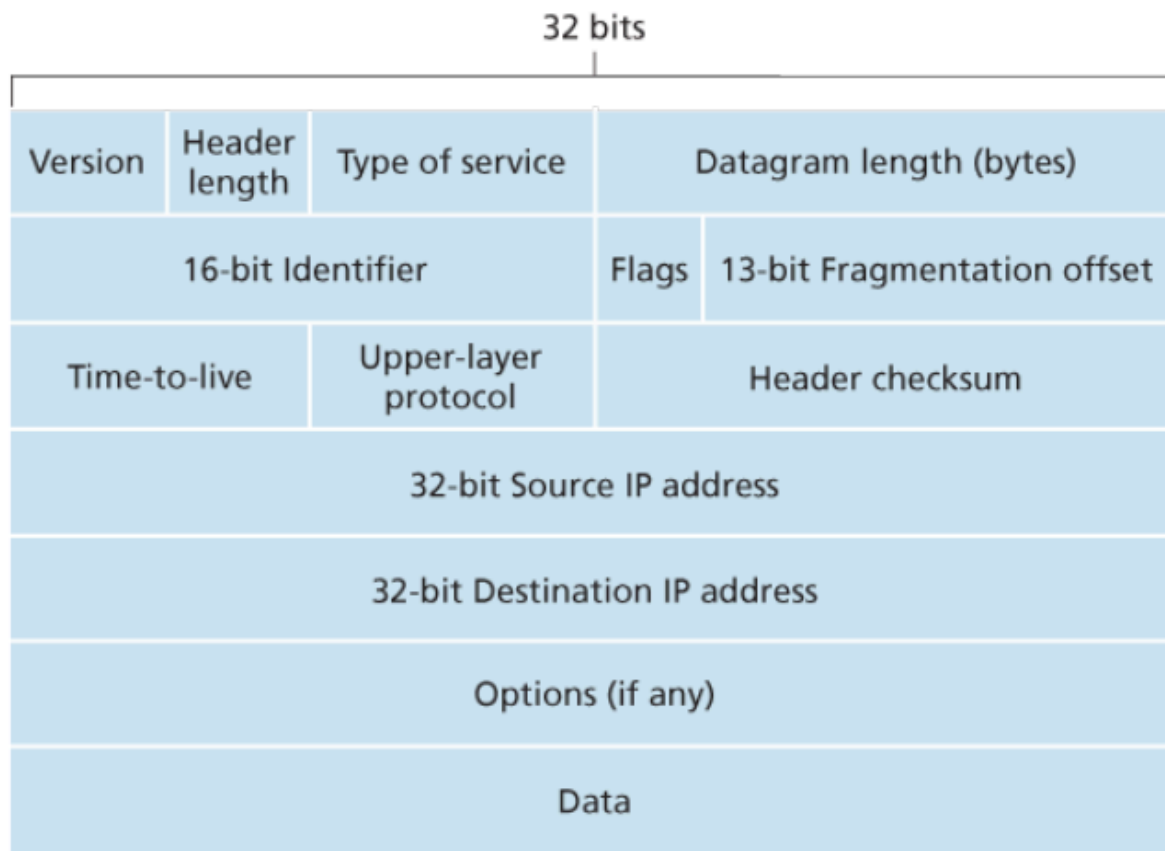 32 bits
Version
Header
length
Type of service
Datagram length (bytes)
16-bit Identifier
Flags
13-bit Fragmentation offset
Time-to-live
Upper-layer
protocol
Header checksum
32-bit Source IP address
32-bit Destination IP address
Options (if any)
Data